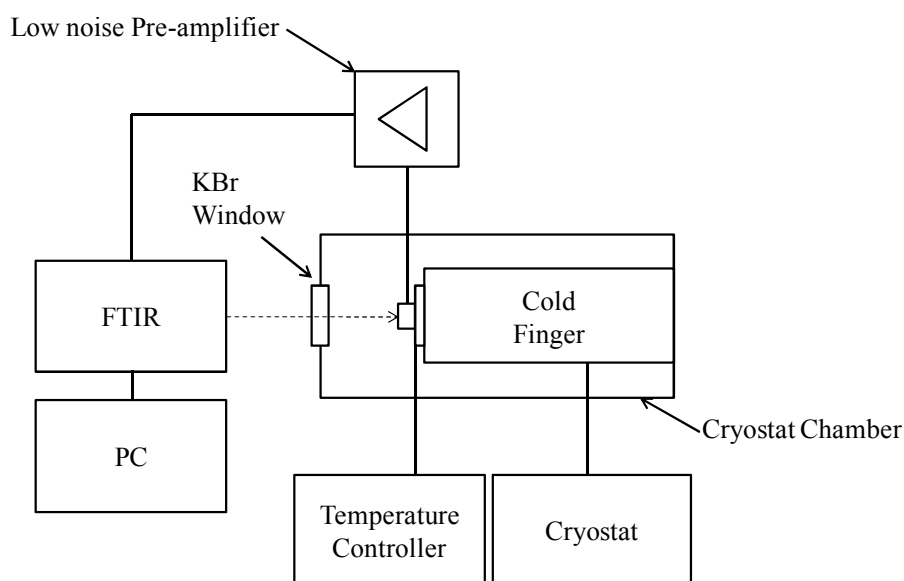 Low noise Pre-amplifier
KBr
Window
FTIR
Cold
Finger
PC
Cryostat Chamber
Temperature
Controller
Cryostat